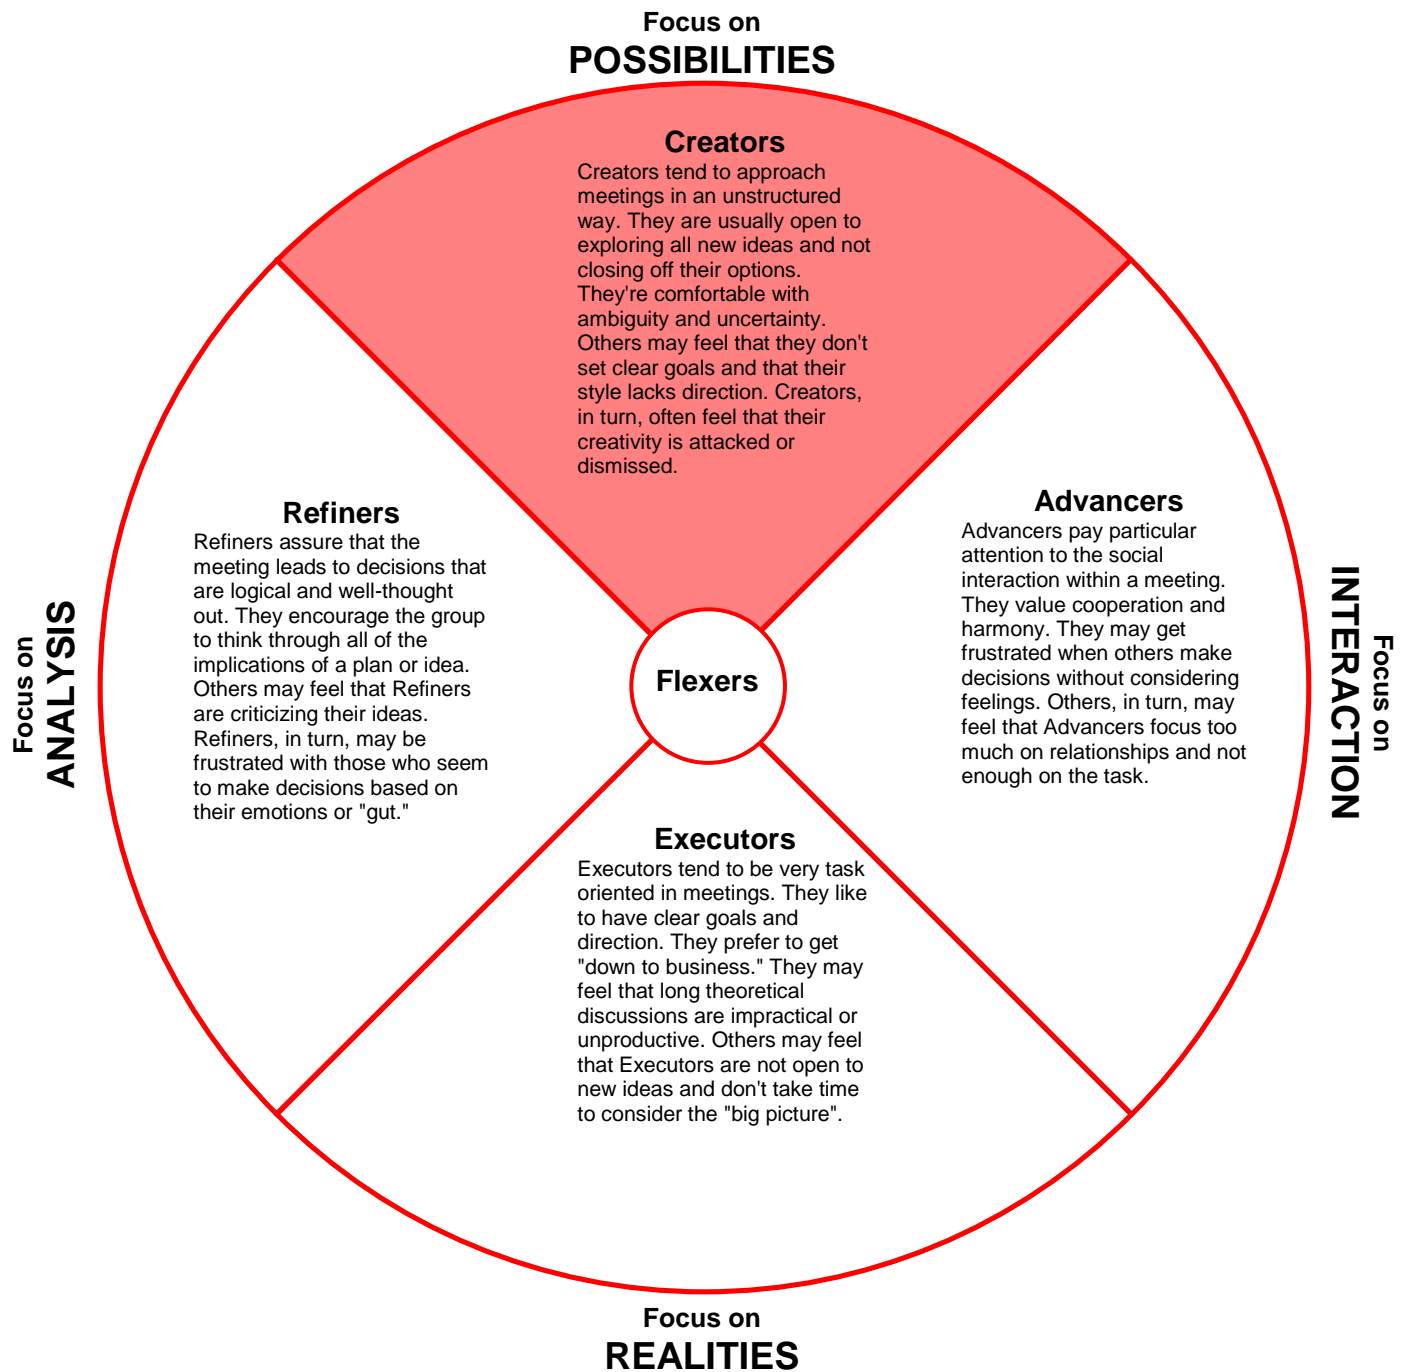 Focus on
POSSIBILITIES
Creators
Creators tend to approach
meetings in an unstructured
way. They are usually open to
exploring all new ideas and not
closing off their options.
They're comfortable with
ambiguity and uncertainty.
Others may feel that they don't
set clear goals and that their
style lacks direction. Creators,
in turn, often feel that their
creativity is attacked or
dismissed.
Focus on
ANALYSIS
Refiners
Refiners assure that the
meeting leads to decisions that
are logical and well-thought
out. They encourage the group
to think through all of the
implications of a plan or idea.
Others may feel that Refiners
are criticizing their ideas.
Refiners, in turn, may be
frustrated with those who seem
to make decisions based on
their emotions or "gut."
Flexers
Advancers
Advancers pay particular
attention to the social
interaction within a meeting.
They value cooperation and
harmony. They may get
frustrated when others make
decisions without considering
feelings. Others, in turn, may
feel that Advancers focus too
much on relationships and not
enough on the task.
Focus on
INTERACTION
Executors
Executors tend to be very task
oriented in meetings. They like
to have clear goals and
direction. They prefer to get
"down to business." They may
feel that long theoretical
discussions are impractical or
unproductive. Others may feel
that Executors are not open to
new ideas and don't take time
to consider the "big picture".
Focus on
REALITIES